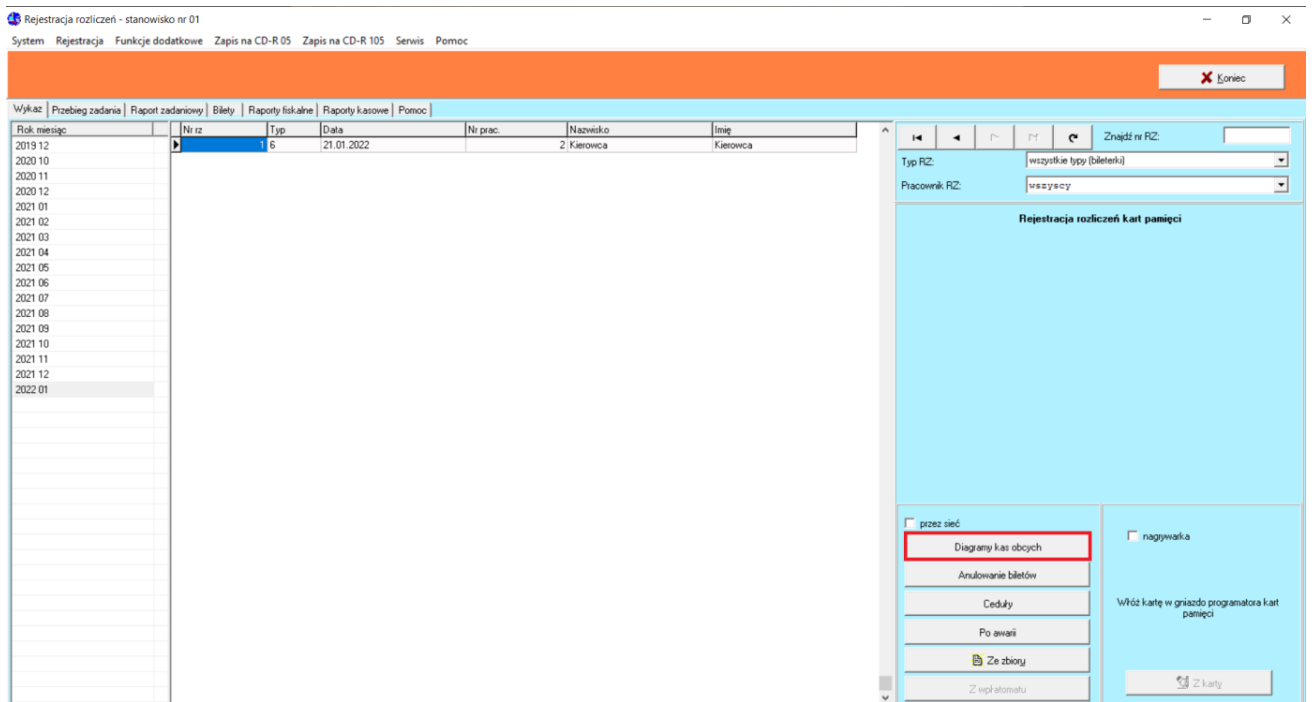 Rejestracja rozliczeń - stanowisko nr 01
System Rejestracja Funkcje dodatkowe Zapis na CD-R 05 Zapis na CD-R 105 Serwis Pomoc
Koniec
Wykaz Przebieg zadania Raport zadaniowy Bilety Raporty fiskalne Raporty kasowe Pomoc
Rok miesiąc Nr rz Typ Data Nr prac. Nazwisko Imię
2019 12 1 6 21.01.2022 2 Kierowca Kierowca
2020 10
2020 11
2020 12
2021 01
2021 02
2021 03
2021 04
2021 05
2021 06
2021 07
2021 08
2021 09
2021 10
2021 11
2021 12
2022 01
Znajdź nr RZ:
Typ RZ: wszystkie typy (bileterki)
Pracownik RZ: wszyscy
Rejestracja rozliczeń kart pamięci
przez sieć
Diagramy kas obcych
Anulowanie biletów
Ceduły
Po awarii
Ze zbioru
Z wpłatomatu
nagrywarka
Włóż kartę w gniazdo programatora kart
pamięci
Z karty